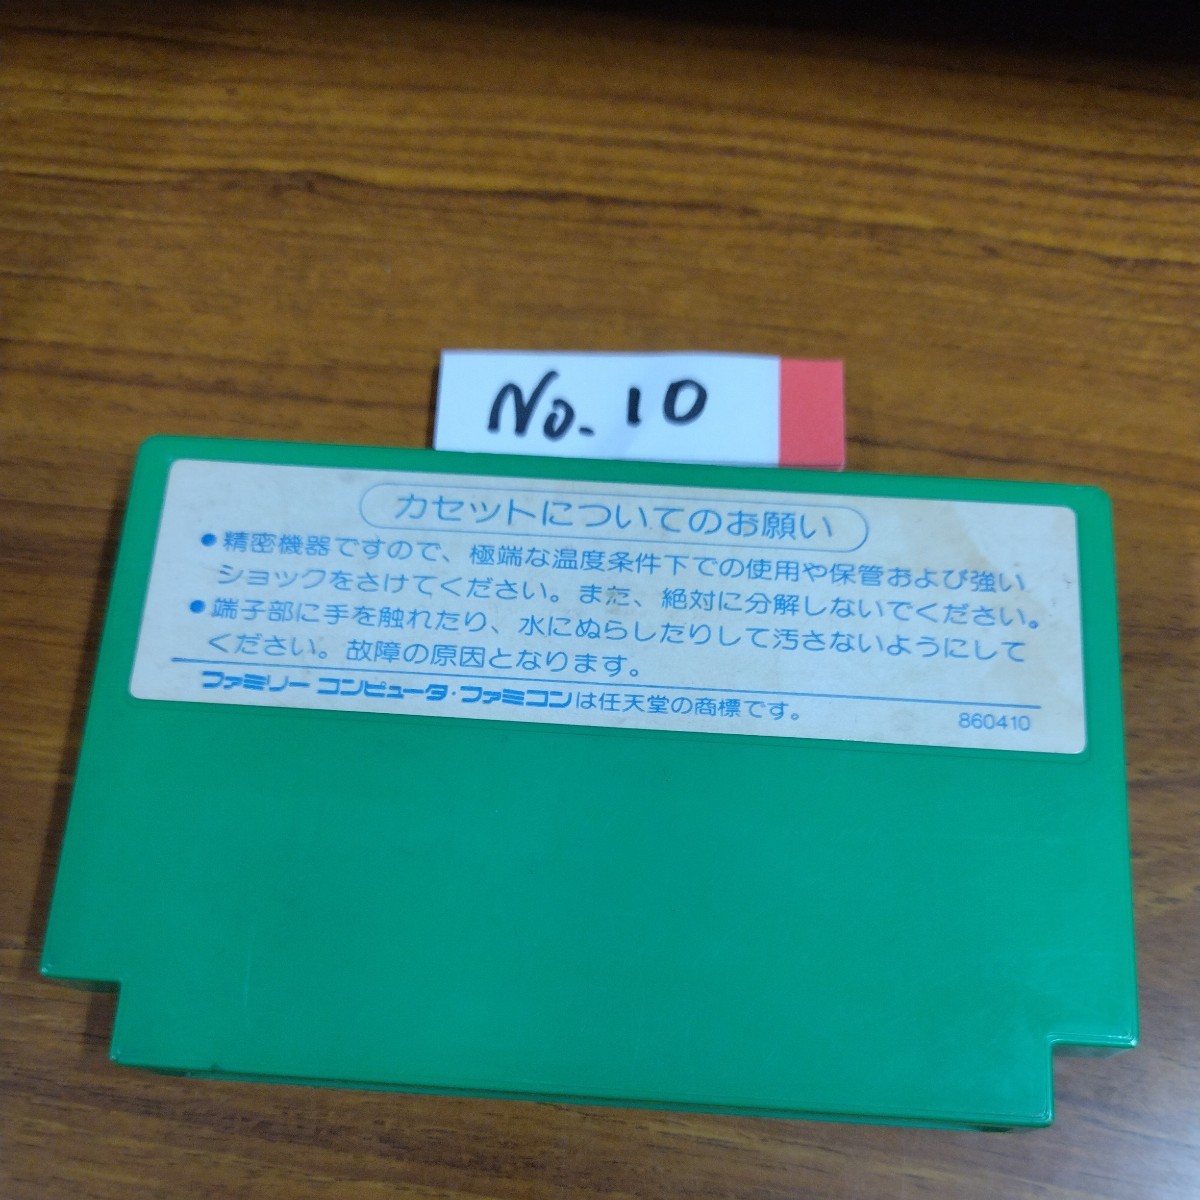 No. 10
カセットについてのお願い
●精密機器ですので、極端な温度条件下での使用や保管および強い
ショックをさけてください。また、絶対に分解しないでください。
●端子部に手を触れたり、水にぬらしたりして汚さないようにして
ください。故障の原因となります。
ファミリーコンピュータ・ファミコンは任天堂の商標です。
860410